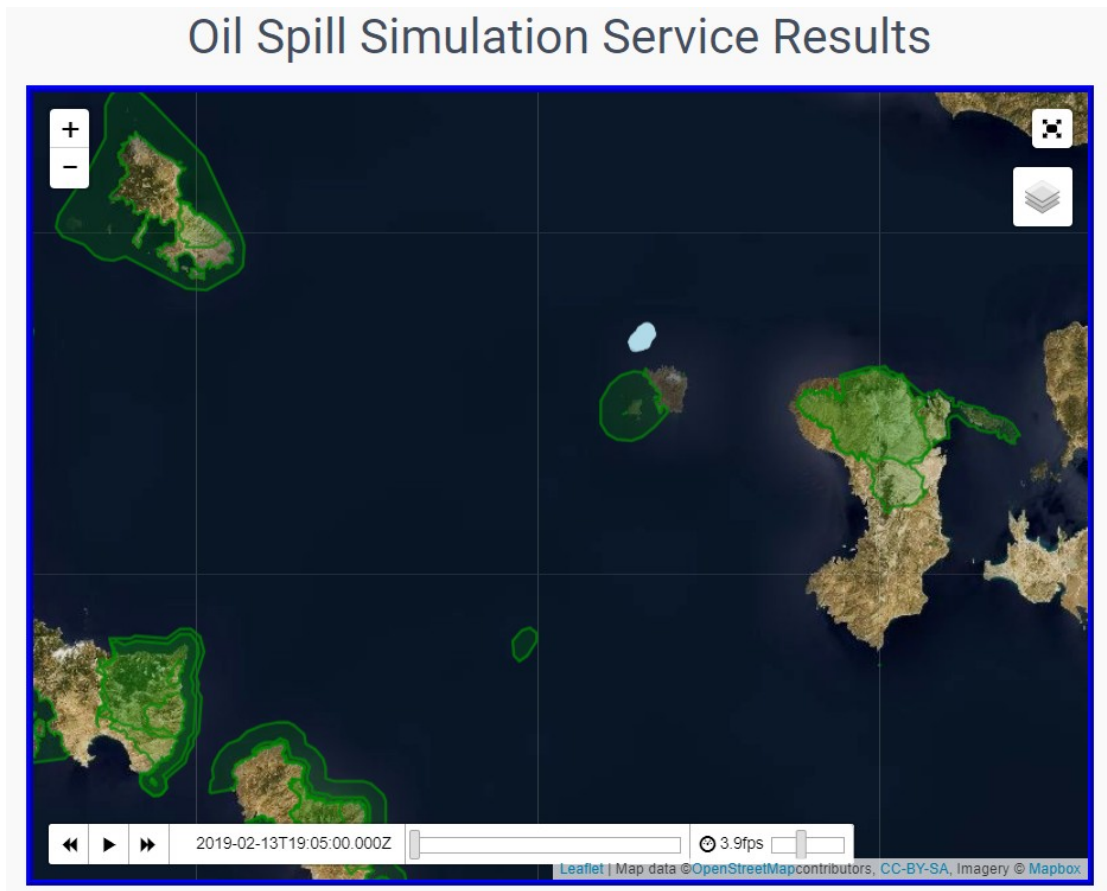 Oil Spill Simulation Service Results
+
−
2019-02-13T19:05:00.000Z
3.9fps
Leaflet | Map data ©OpenStreetMapcontributors, CC-BY-SA, Imagery © Mapbox